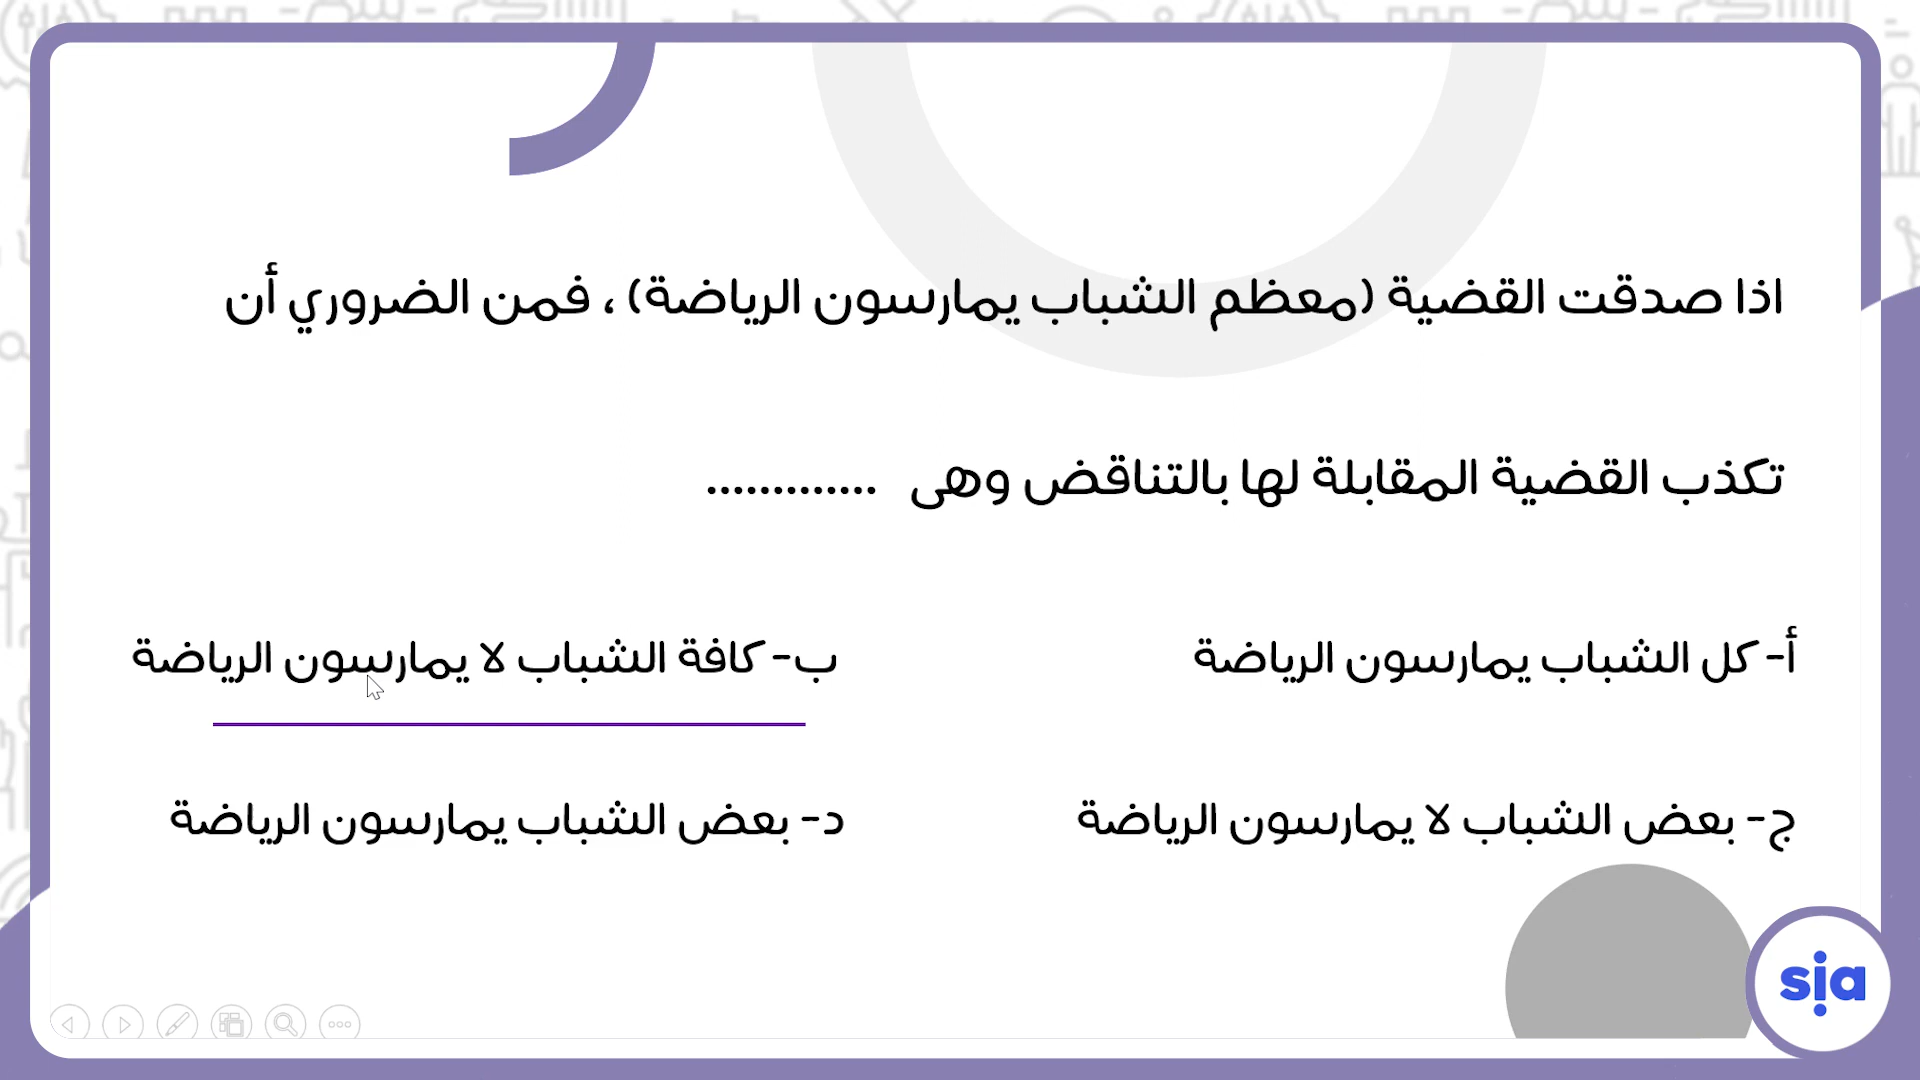 اذا صدقت القضية (معظم الشباب يمارسون الرياضة) ، فمن الضروري أن
تكذب القضية المقابلة لها بالتناقض وهى .............
أ- كل الشباب يمارسون الرياضة
ب- كافة الشباب لا يمارسون الرياضة
ج- بعض الشباب لا يمارسون الرياضة
د- بعض الشباب يمارسون الرياضة
sia